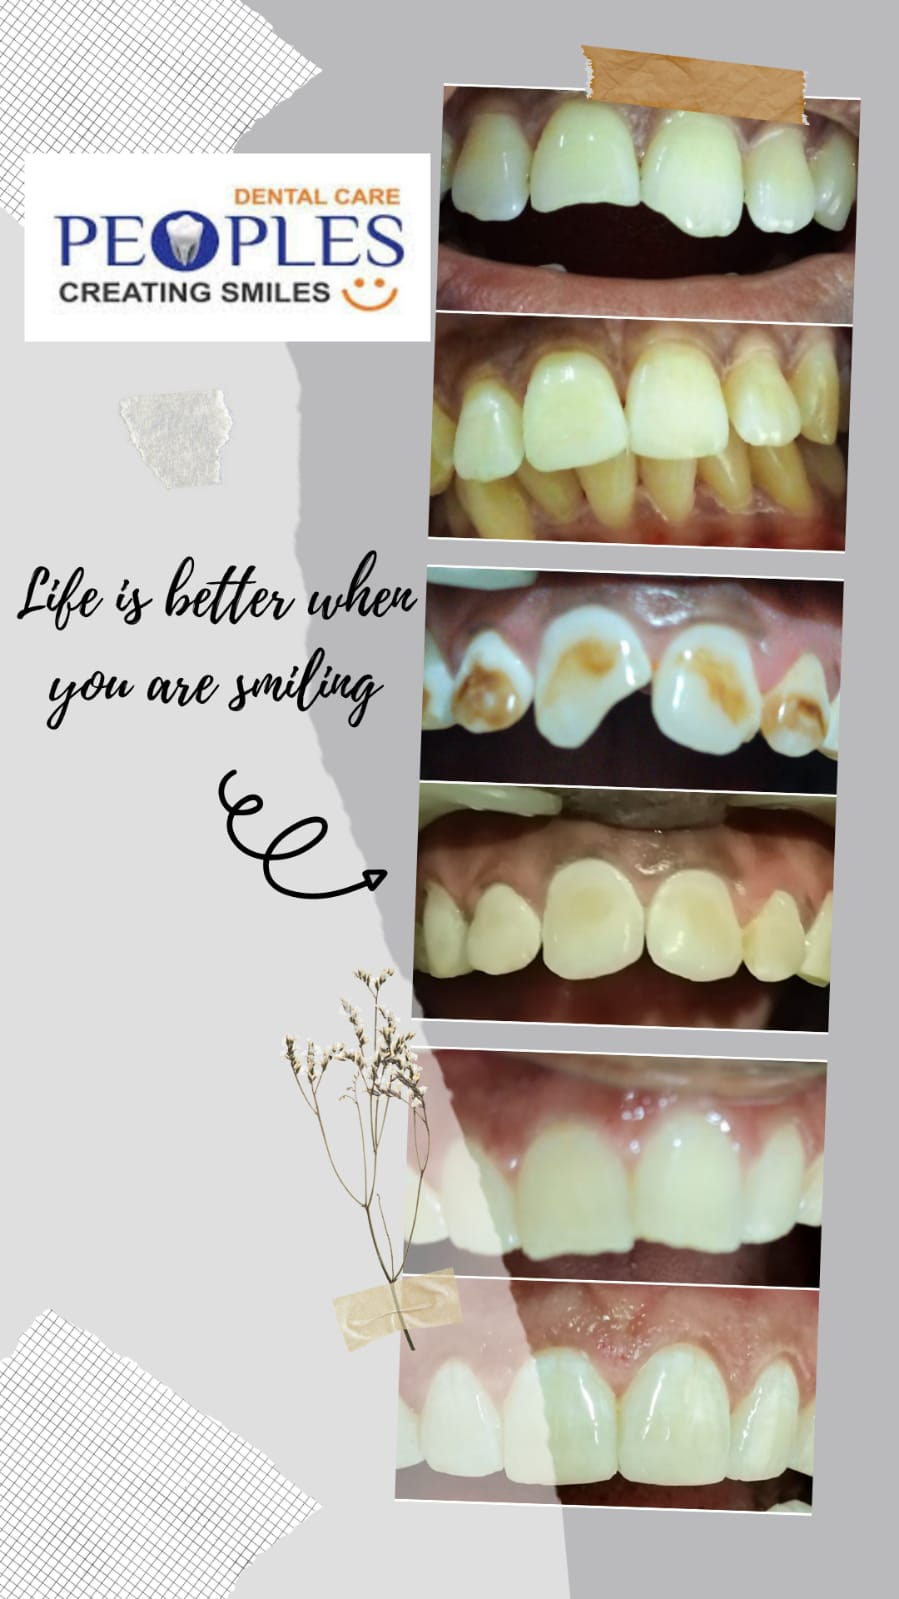 DENTAL CARE
PEOPLES
CREATING SMILES
Life is better when
you are smiling